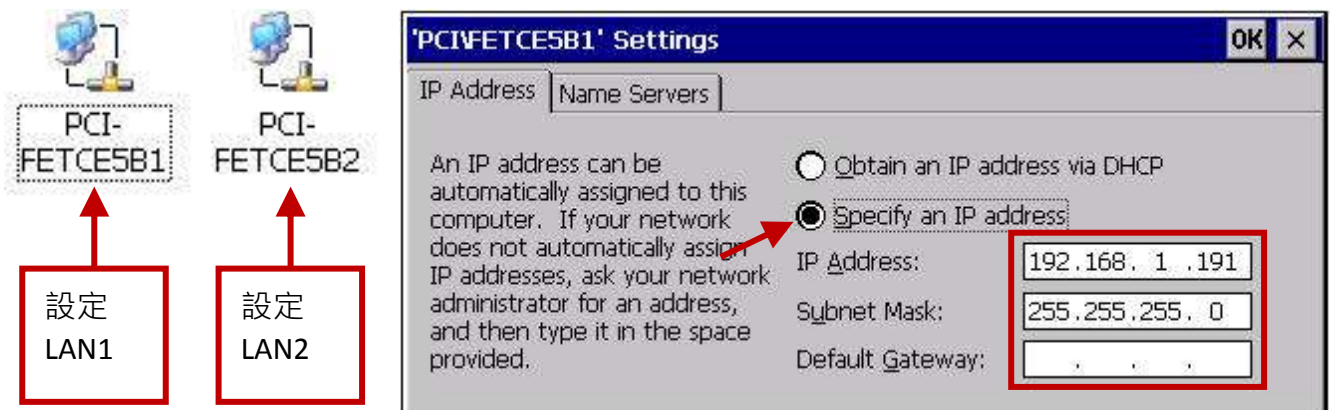 PCI-
FETCE5B1
設定
LAN1
PCI-
FETCE5B2
設定
LAN2
'PCI\FETCE5B1' Settings
OK ×
IP Address
Name Servers
An IP address can be
automatically assigned to this
computer. If your network
does not automatically assign
IP addresses, ask your network
administrator for an address,
and then type it in the space
provided.
Obtain an IP address via DHCP
Specify an IP address
IP Address: 192.168. 1 .191
Subnet Mask: 255.255.255. 0
Default Gateway: . . .